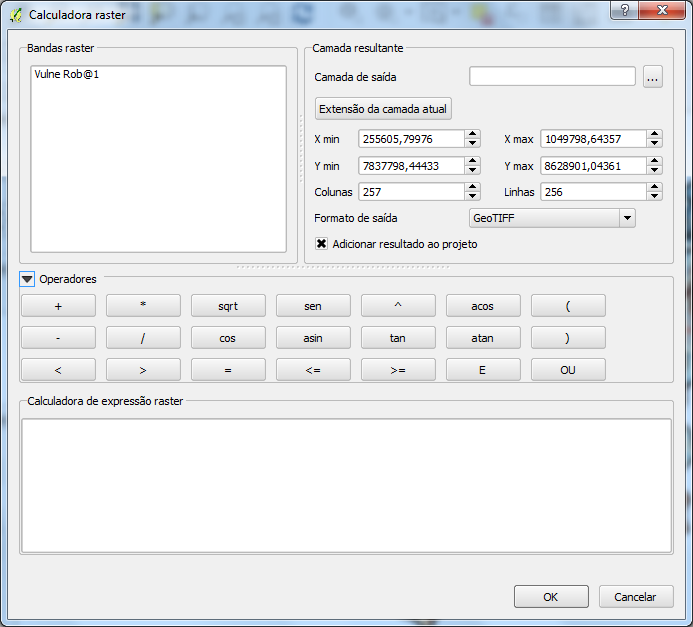 Calculadora raster
Bandas raster
Vulne Rob@1
Camada resultante
Camada de saída
...
Extensão da camada atual
X min 255605,79976 X max 1049798,64357
Y min 7837798,44433 Y max 8628901,04361
Colunas 257 Linhas 256
Formato de saída GeoTIFF
Adicionar resultado ao projeto
Operadores
+ * sqrt sen ^ acos (
- / cos asin tan atan )
< > = <= >= E OU
Calculadora de expressão raster
OK Cancelar